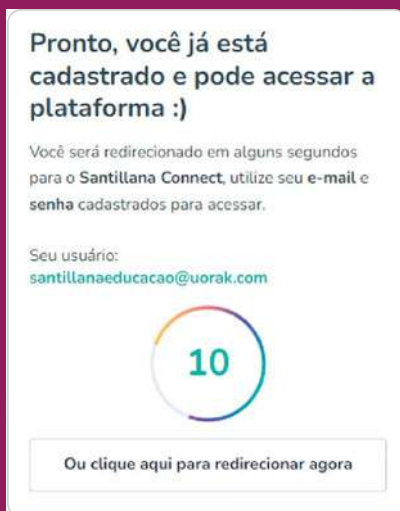 Pronto, você já está
cadastrado e pode acessar a
plataforma :)
Você será redirecionado em alguns segundos
para o Santillana Connect, utilize seu e-mail e
senha cadastrados para acessar.
Seu usuário:
santillanaeducacao@uorak.com
10
Ou clique aqui para redirecionar agora